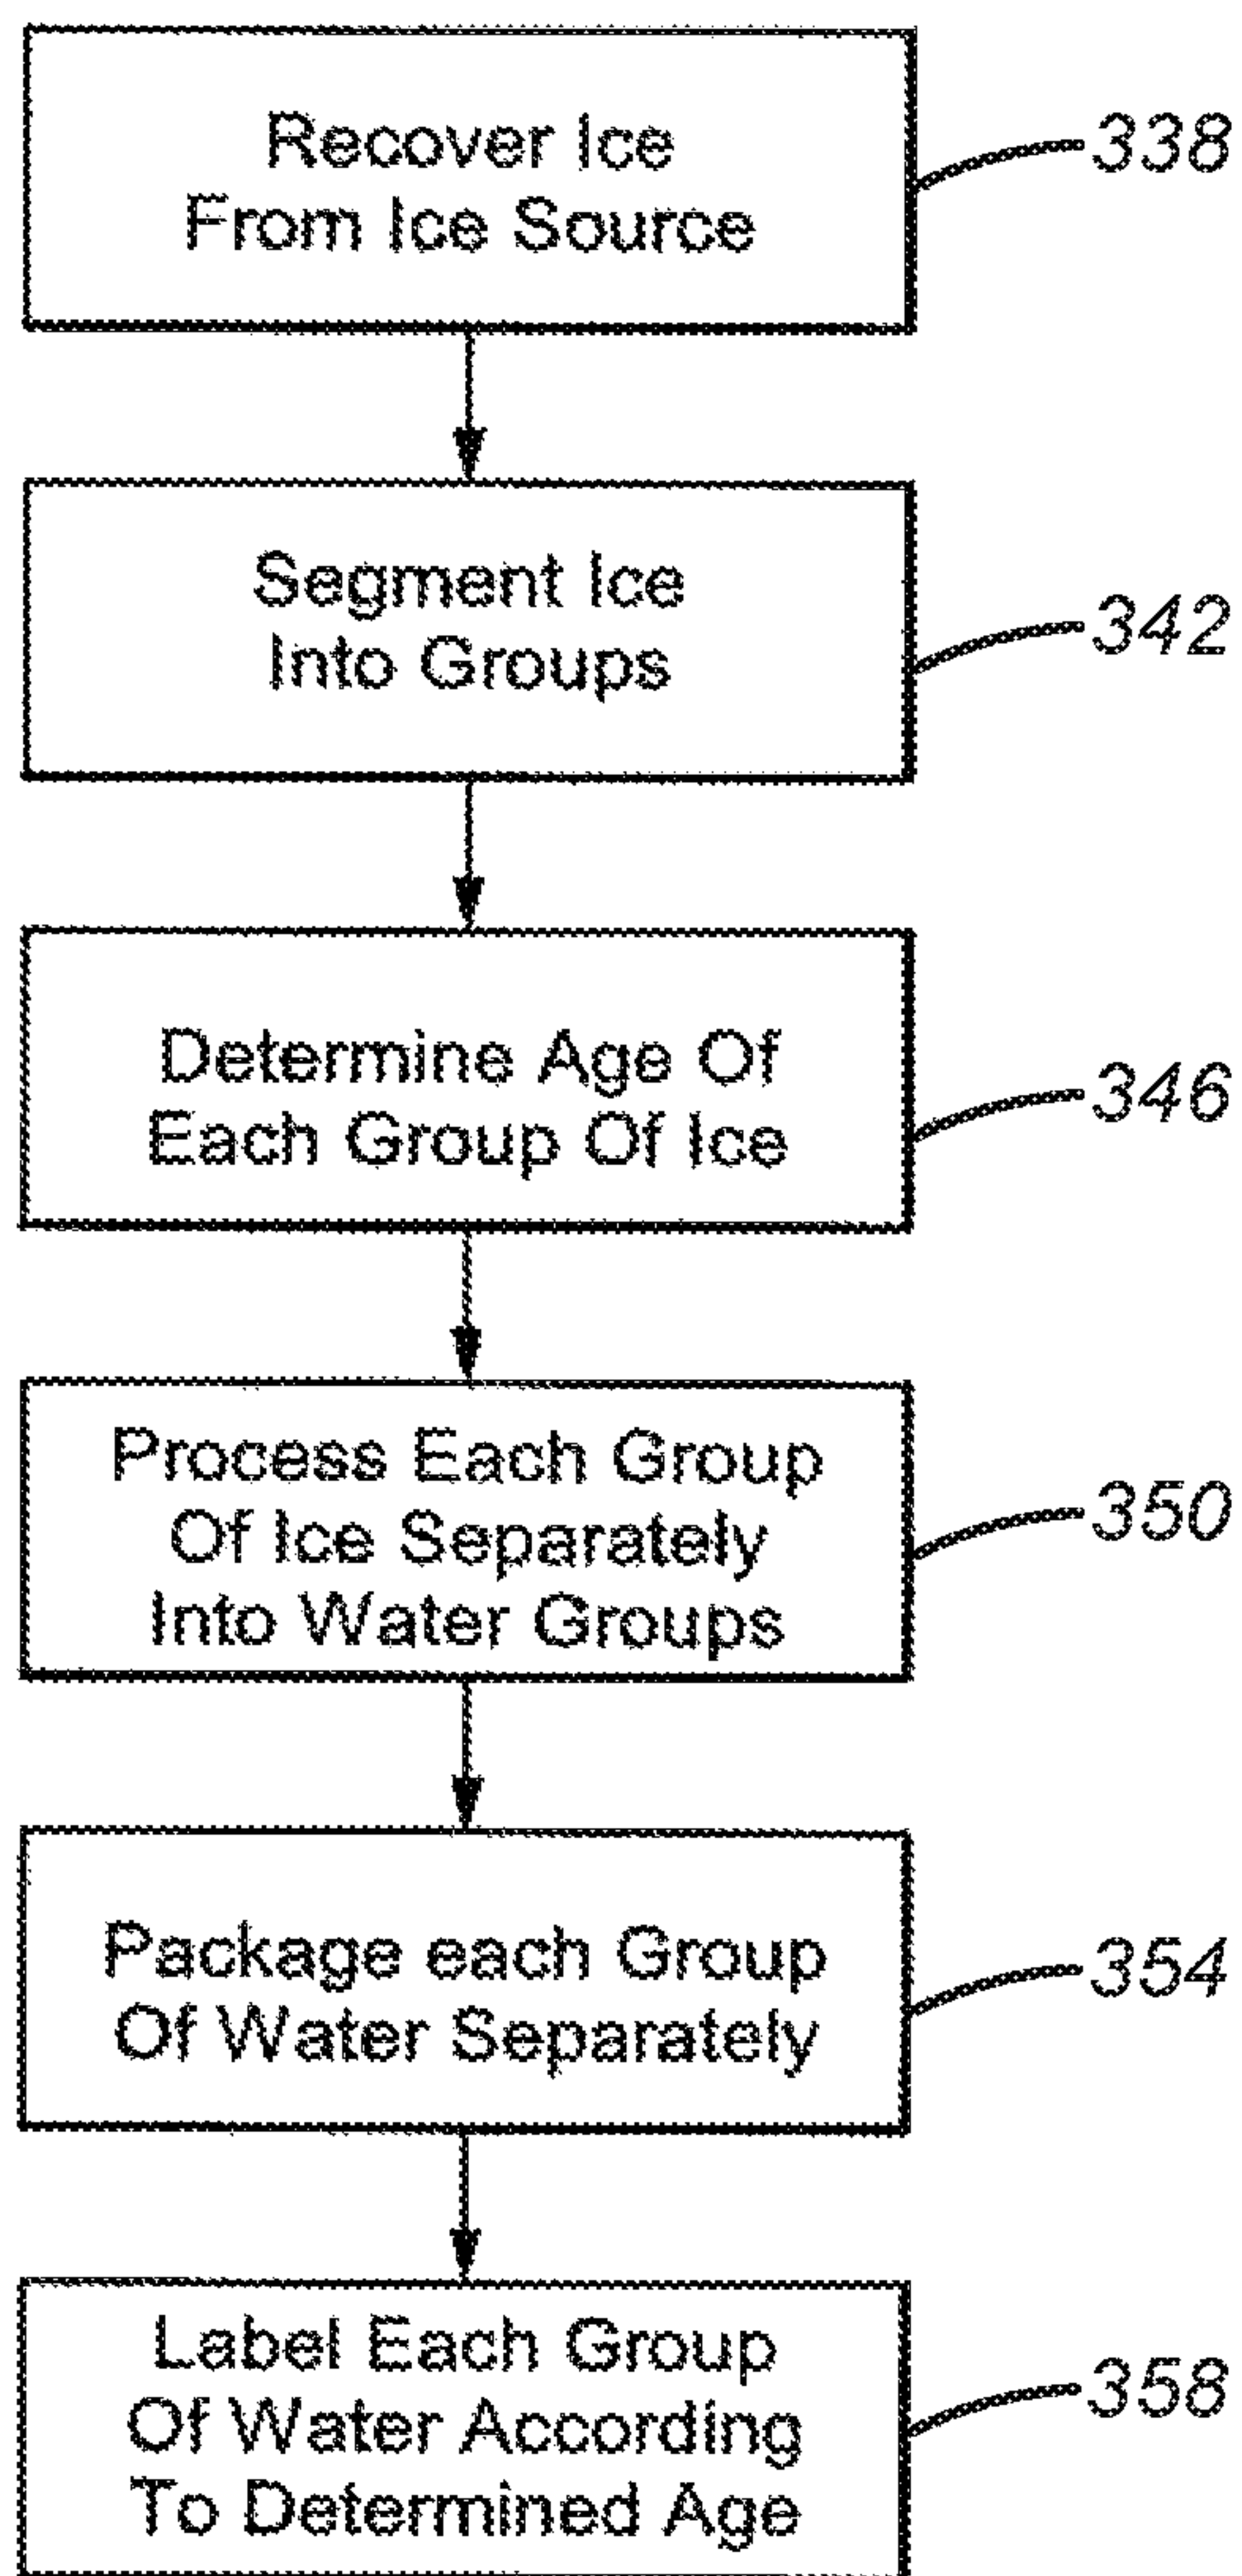 Recover Ice
From Ice Source
338
Segment Ice
Into Groups
342
Determine Age Of
Each Group Of Ice
346
Process Each Group
Of Ice Separately
Into Water Groups
350
Package each Group
Of Water Separately
354
Label Each Group
Of Water According
To Determined Age
358